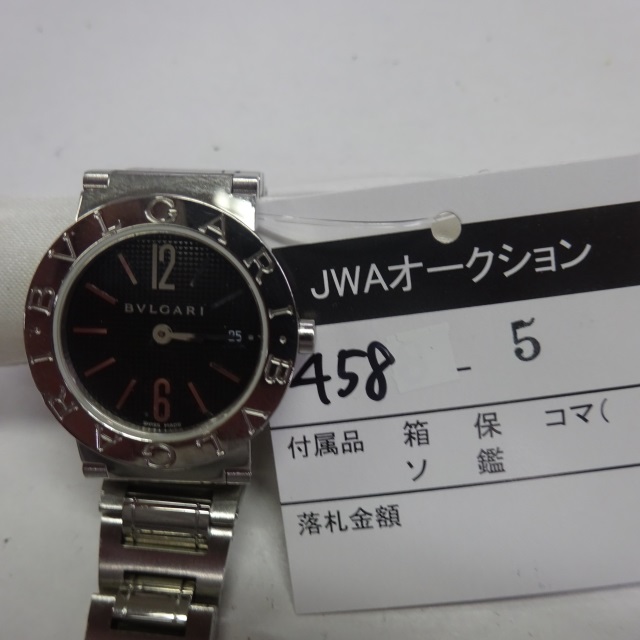 BVLGARI·BVLGARI·
12
BVLGARI
25
6
JWAオークション
458 - 5
付属品 箱 保 コマ(
ソ 鑑
落札金額